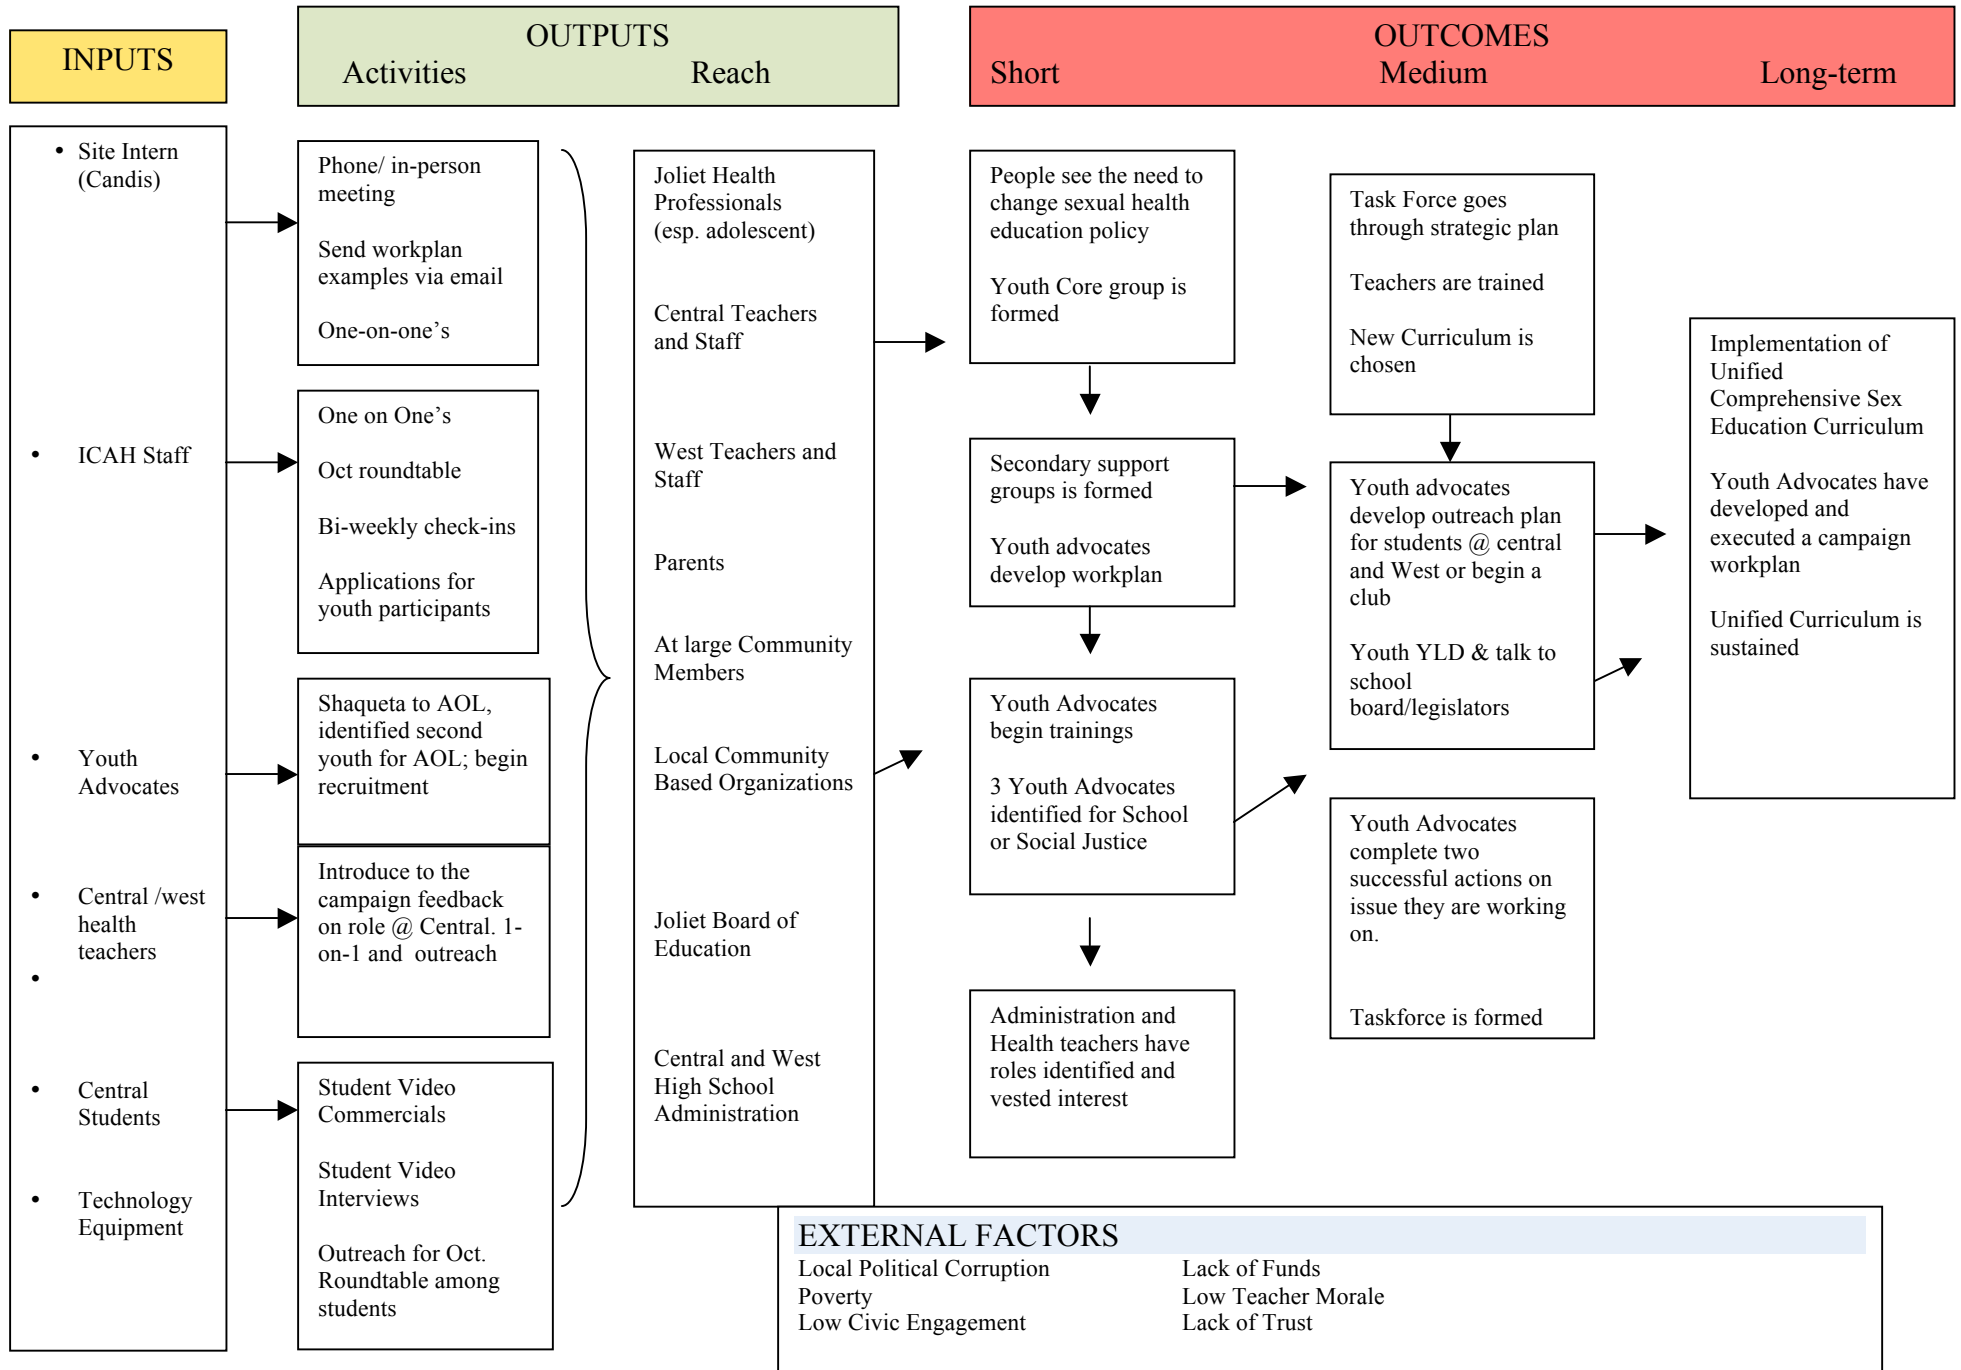 INPUTS
OUTPUTS
Activities Reach
OUTCOMES
Short Medium Long-term
• Site Intern
(Candis)
• ICAH Staff
• Youth
Advocates
• Central /west
health
teachers
•
• Central
Students
• Technology
Equipment
Phone/ in-person
meeting
Send workplan
examples via email
One-on-one’s
One on One’s
Oct roundtable
Bi-weekly check-ins
Applications for
youth participants
Shaqueta to AOL,
identified second
youth for AOL; begin
recruitment
Introduce to the
campaign feedback
on role @ Central. 1-
on-1 and outreach
Student Video
Commercials
Student Video
Interviews
Outreach for Oct.
Roundtable among
students
Joliet Health
Professionals
(esp. adolescent)
Central Teachers
and Staff
West Teachers and
Staff
Parents
At large Community
Members
Local Community
Based Organizations
Joliet Board of
Education
Central and West
High School
Administration
People see the need to
change sexual health
education policy
Youth Core group is
formed
Secondary support
groups is formed
Youth advocates
develop workplan
Youth Advocates
begin trainings
3 Youth Advocates
identified for School
or Social Justice
Administration and
Health teachers have
roles identified and
vested interest
Task Force goes
through strategic plan
Teachers are trained
New Curriculum is
chosen
Youth advocates
develop outreach plan
for students @ central
and West or begin a
club
Youth YLD & talk to
school
board/legislators
Youth Advocates
complete two
successful actions on
issue they are working
on.
Taskforce is formed
Implementation of
Unified
Comprehensive Sex
Education Curriculum
Youth Advocates have
developed and
executed a campaign
workplan
Unified Curriculum is
sustained
EXTERNAL FACTORS
Local Political Corruption Lack of Funds
Poverty Low Teacher Morale
Low Civic Engagement Lack of Trust